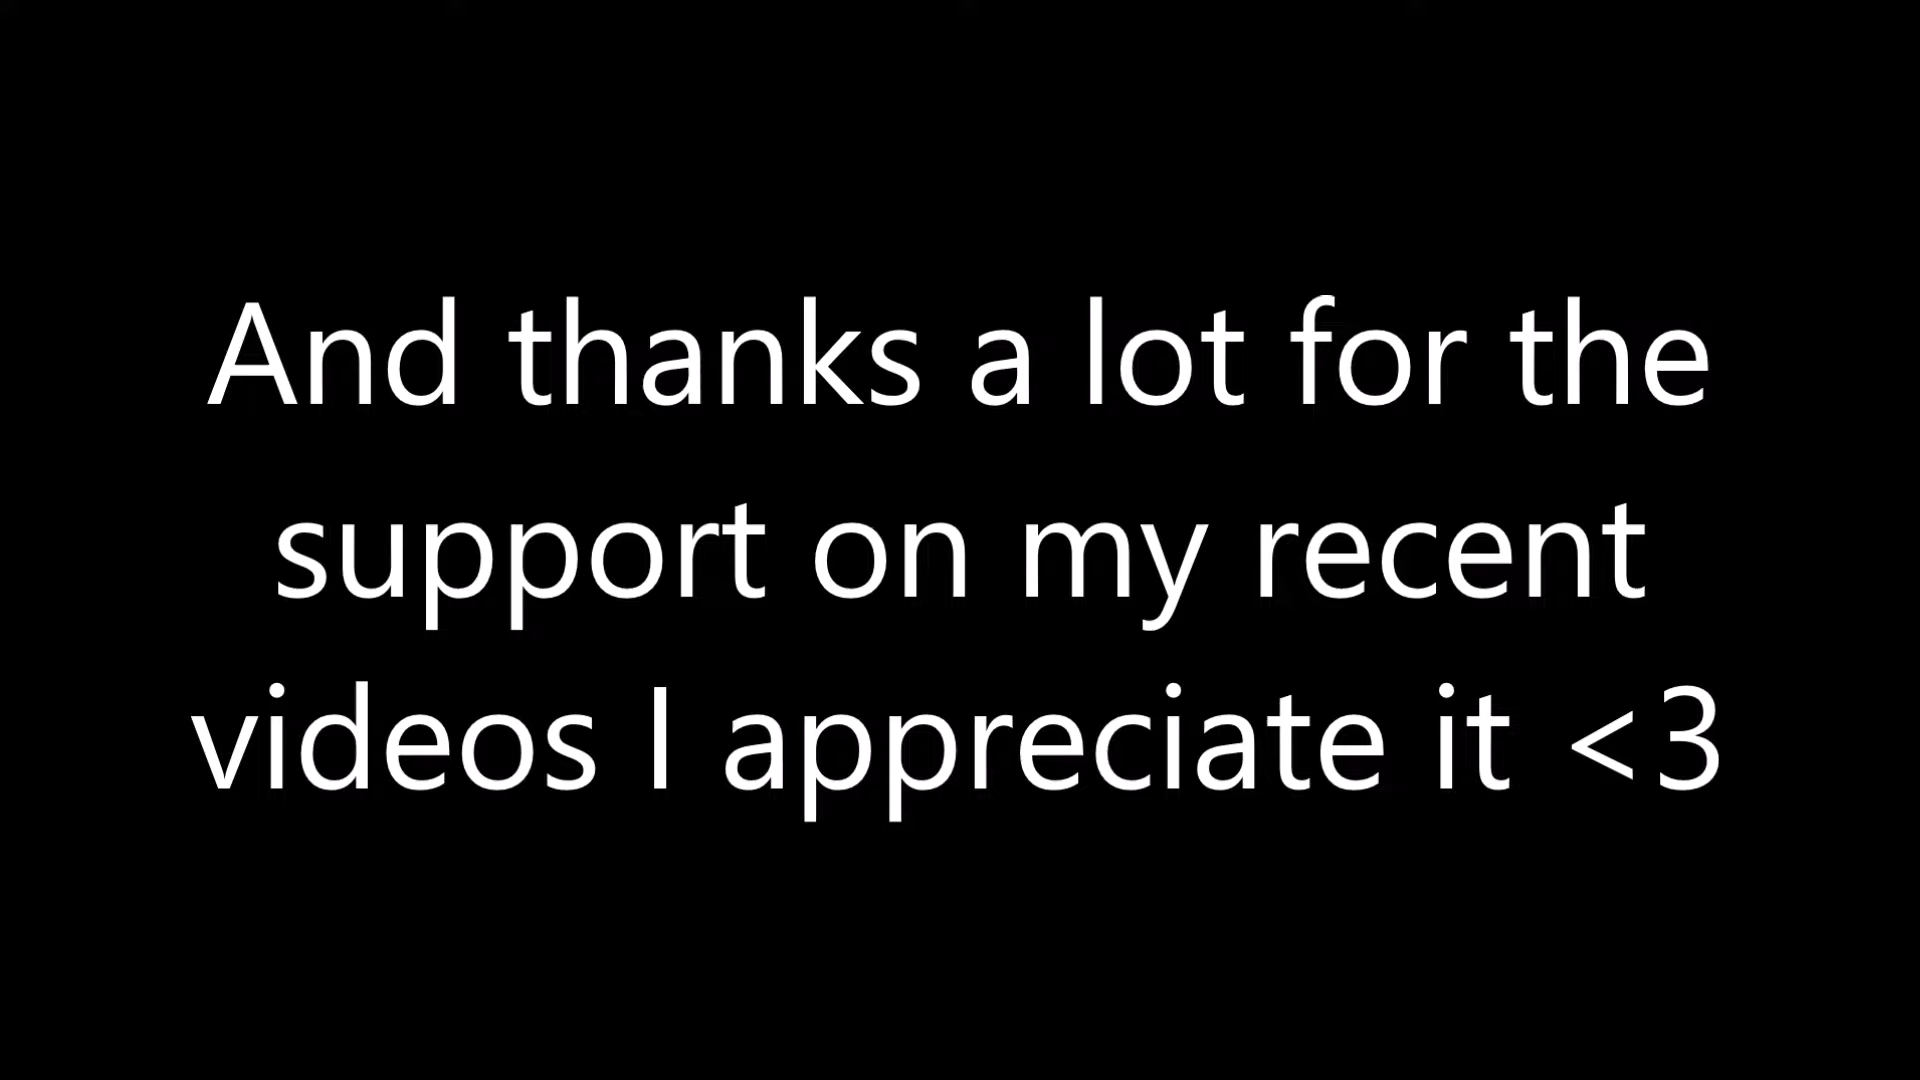 And thanks a lot for the
support on my recent
videos I appreciate it <3